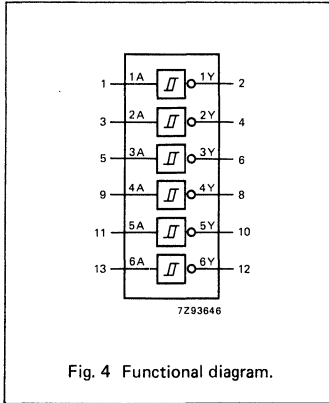 1 1A 1Y 2
3 2A 2Y 4
5 3A 3Y 6
9 4A 4Y 8
11 5A 5Y 10
13 6A 6Y 12
7Z93646
Fig. 4 Functional diagram.